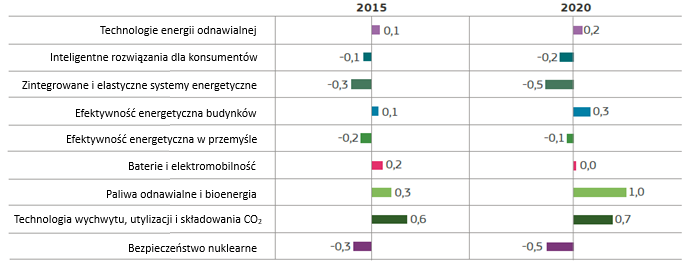 2015 2020
Technologie energii odnawialnej 0,1 0,2
Inteligentne rozwiązania dla konsumentów -0,1 -0,2
Zintegrowane i elastyczne systemy energetyczne -0,3 -0,5
Efektywność energetyczna budynków 0,1 0,3
Efektywność energetyczna w przemyśle -0,2 -0,1
Baterie i elektromobilność 0,2 0,0
Paliwa odnawialne i bioenergia 0,3 1,0
Technologia wychwytu, utylizacji i składowania CO₂ 0,6 0,7
Bezpieczeństwo nuklearne -0,3 -0,5